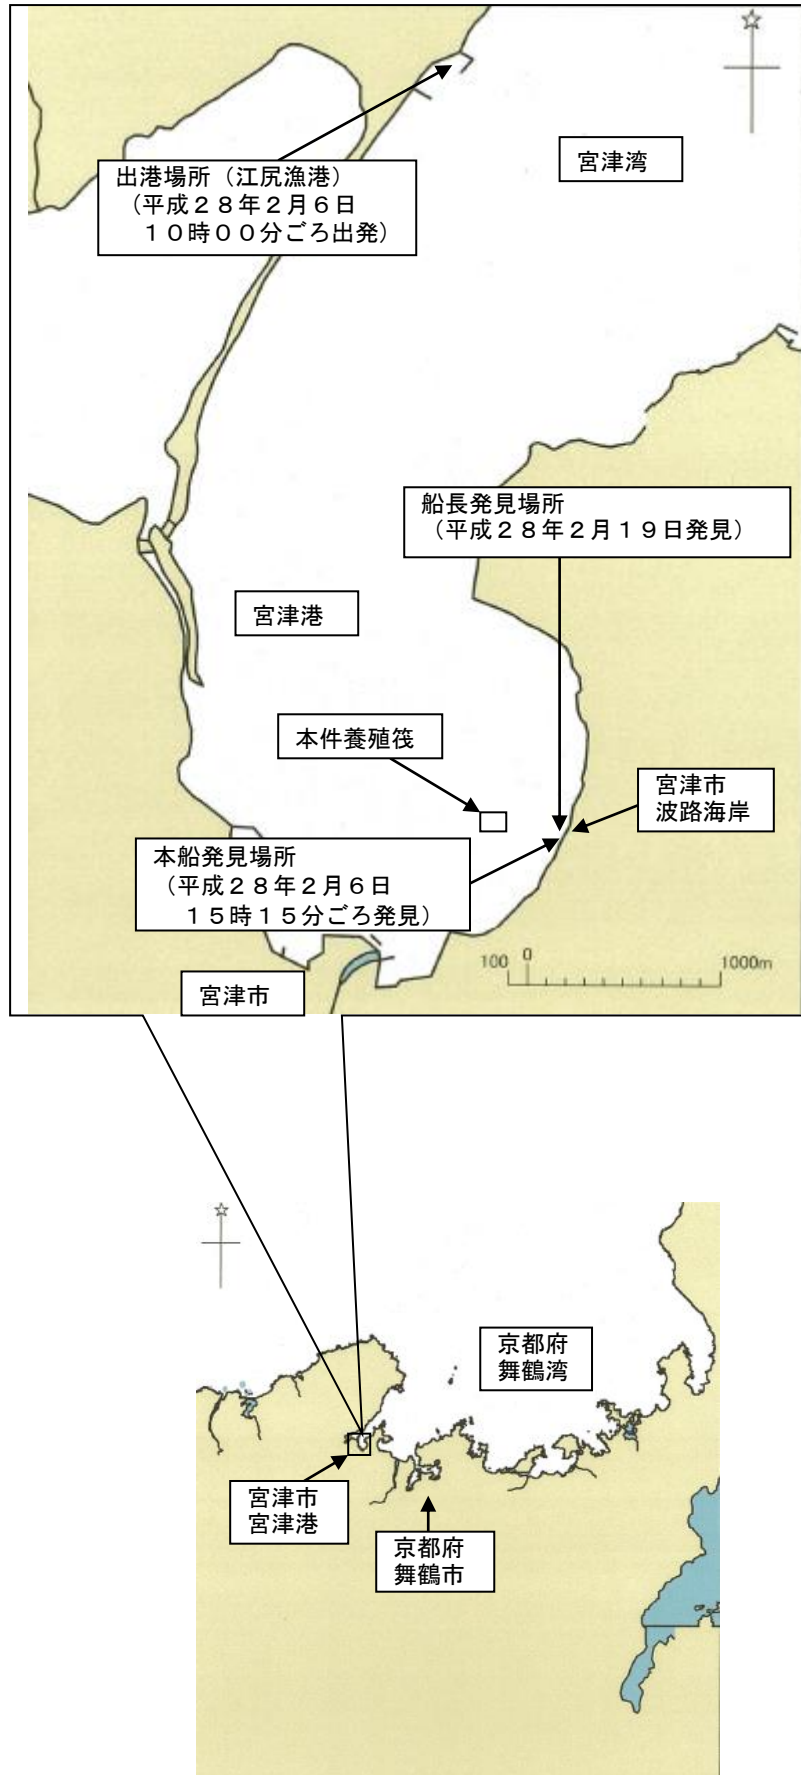 宮津湾
出港場所（江尻漁港）
（平成２８年２月６日
１０時００分ごろ出発）
船長発見場所
（平成２８年２月１９日発見）
宮津港
本件養殖筏
宮津市
波路海岸
本船発見場所
（平成２８年２月６日
１５時１５分ごろ発見）
100 0 1000m
宮津市
京都府
舞鶴湾
宮津市
宮津港
京都府
舞鶴市